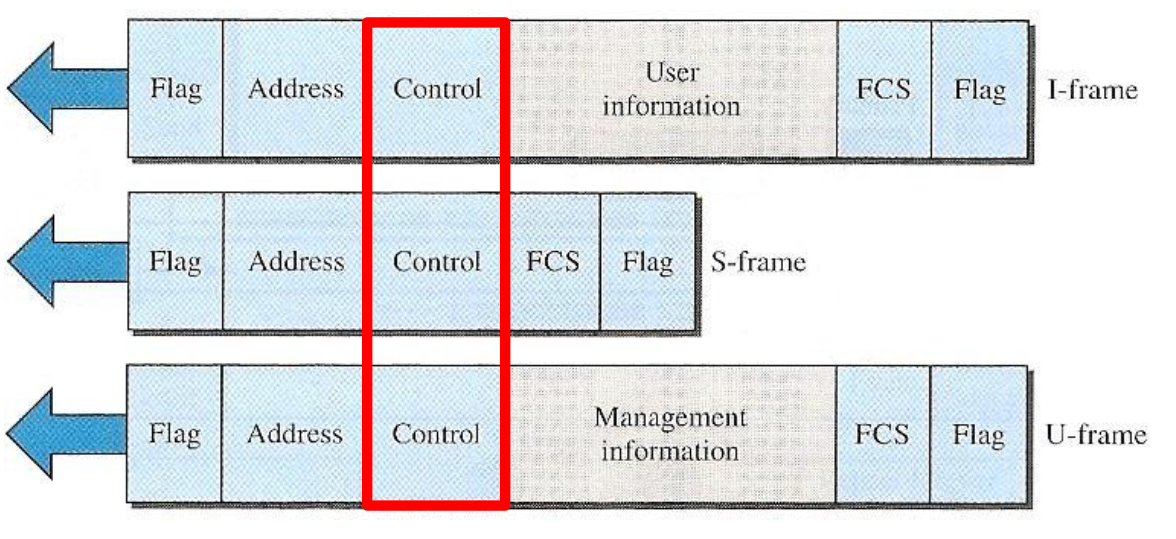 Flag Address Control User information FCS Flag I-frame
Flag Address Control FCS Flag S-frame
Flag Address Control Management information FCS Flag U-frame